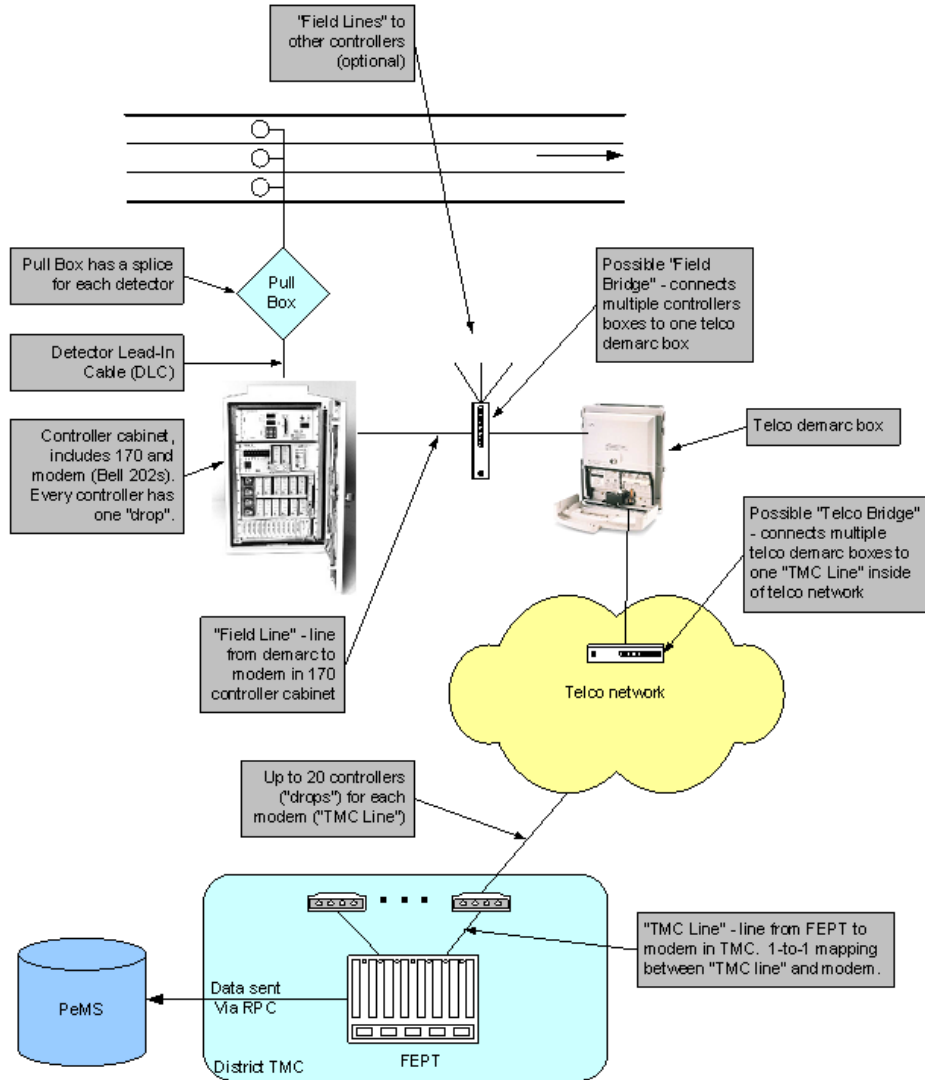 "Field Lines" to
other controllers
(optional)
Pull Box has a splice
for each detector
Pull
Box
Possible "Field
Bridge" - connects
multiple controllers
boxes to one telco
demarc box
Detector Lead-In
Cable (DLC)
Controller cabinet,
includes 170 and
modem (Bell 202s).
Every controller has
one "drop".
Telco demarc box
Possible "Telco Bridge"
- connects multiple
telco demarc boxes to
one "TMC Line" inside
of telco network
"Field Line" - line
from demarc to
modem in 170
controller cabinet
Telco network
Up to 20 controllers
("drops") for each
modem ("TMC Line")
"TMC Line" - line from FEPT to
modem in TMC. 1-to-1 mapping
between "TMC line" and modem.
PeMS
Data sent
Via RPC
FEPT
District TMC